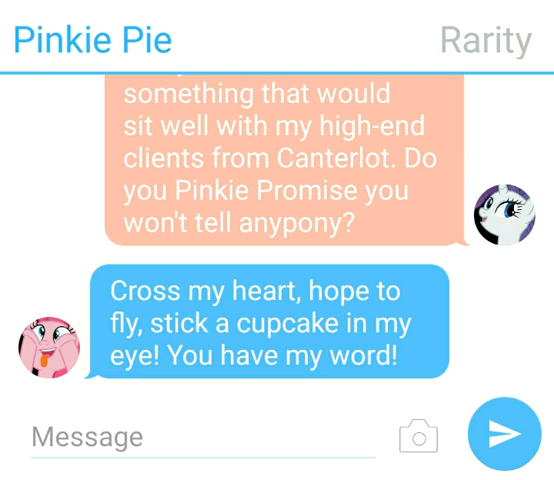 Pinkie Pie Rarity
something that would
sit well with my high-end
clients from Canterlot. Do
you Pinkie Promise you
won't tell anypony?
Cross my heart, hope to
fly, stick a cupcake in my
eye! You have my word!
Message